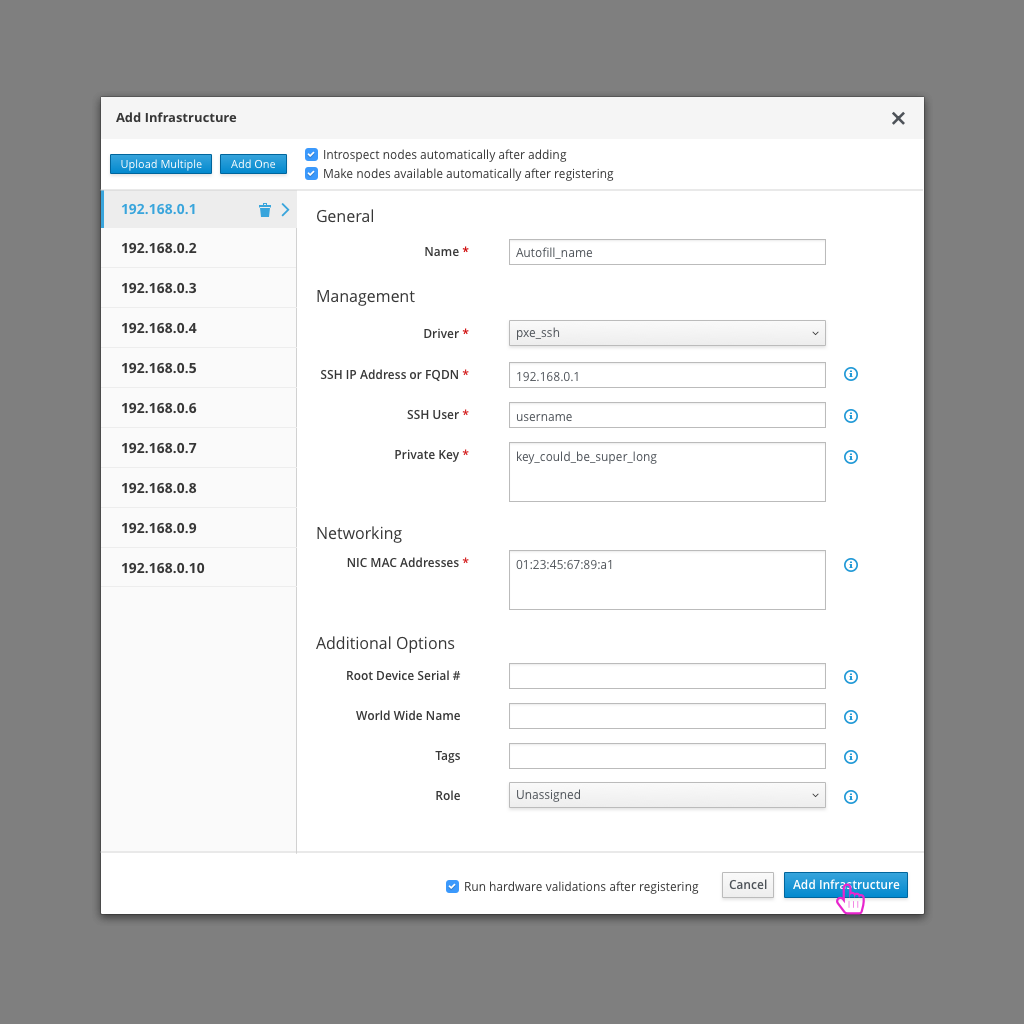 Add Infrastructure
Upload Multiple
Add One
Introspect nodes automatically after adding
Make nodes available automatically after registering
192.168.0.1
192.168.0.2
192.168.0.3
192.168.0.4
192.168.0.5
192.168.0.6
192.168.0.7
192.168.0.8
192.168.0.9
192.168.0.10
General
Name * Autofill_name
Management
Driver * pxe_ssh
SSH IP Address or FQDN * 192.168.0.1
SSH User * username
Private Key * key_could_be_super_long
Networking
NIC MAC Addresses * 01:23:45:67:89:a1
Additional Options
Root Device Serial #
World Wide Name
Tags
Role Unassigned
Run hardware validations after registering
Cancel
Add Infrastructure